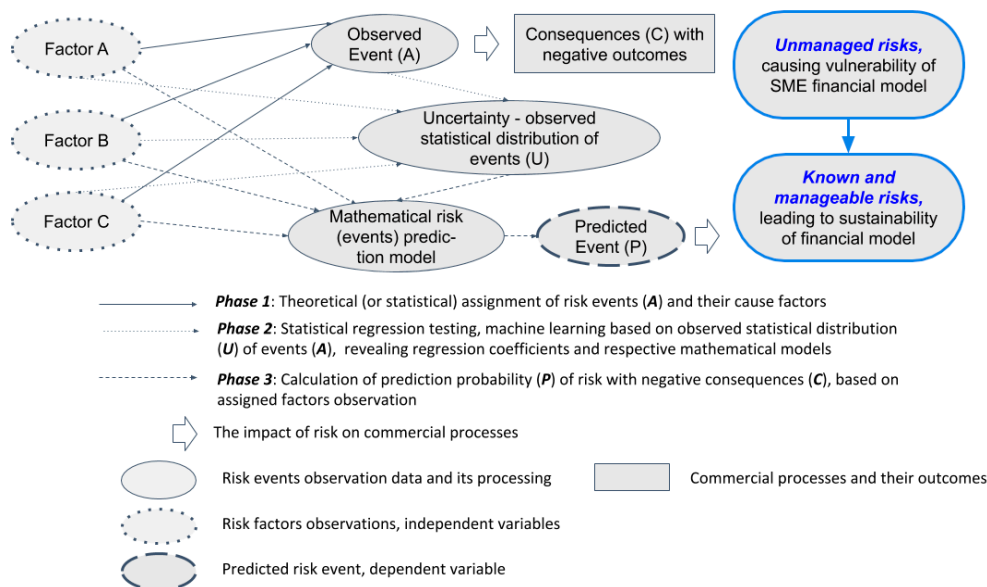 Factor A
Observed
Event (A)
Consequences (C) with
negative outcomes
Unmanaged risks,
causing vulnerability of
SME financial model
Factor B
Uncertainty - observed
statistical distribution of
events (U)
Known and
manageable risks,
leading to sustainability
of financial model
Factor C
Mathematical risk
(events) predic-
tion model
Predicted
Event (P)
Phase 1: Theoretical (or statistical) assignment of risk events (A) and their cause factors
Phase 2: Statistical regression testing, machine learning based on observed statistical distribution
(U) of events (A), revealing regression coefficients and respective mathematical models
Phase 3: Calculation of prediction probability (P) of risk with negative consequences (C), based on
assigned factors observation
The impact of risk on commercial processes
Risk events observation data and its processing
Commercial processes and their outcomes
Risk factors observations, independent variables
Predicted risk event, dependent variable